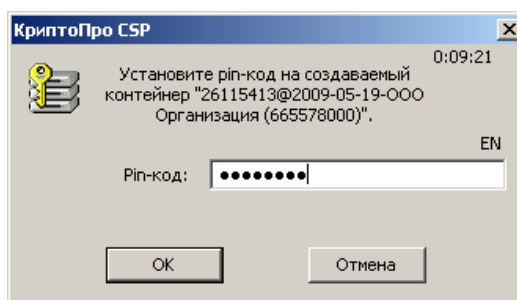 КриптоПро CSP
0:09:21
Установите pin-код на создаваемый
контейнер "26115413@2009-05-19-ООО
Организация (665578000)".
EN
Pin-код: ●●●●●●●●
OK
Отмена